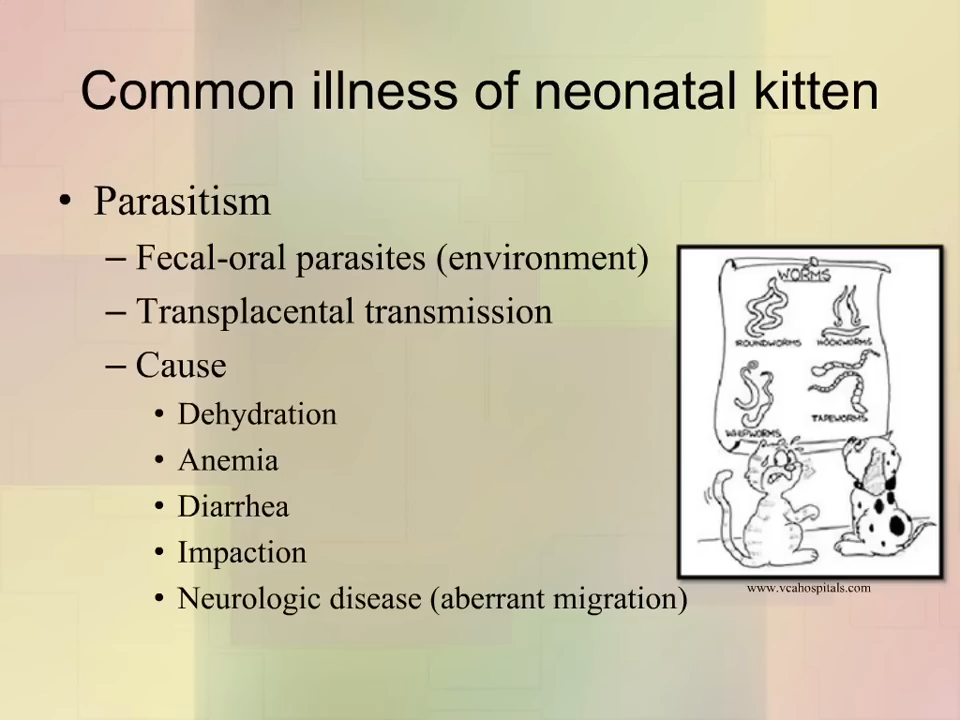 Common illness of neonatal kitten
• Parasitism
– Fecal-oral parasites (environment)
– Transplacental transmission
– Cause
• Dehydration
• Anemia
• Diarrhea
• Impaction
• Neurologic disease (aberrant migration)
WORMS
ROUNDWORMS
HOOKWORMS
WHIPWORMS
TAPEWORMS
www.vcahospitals.com